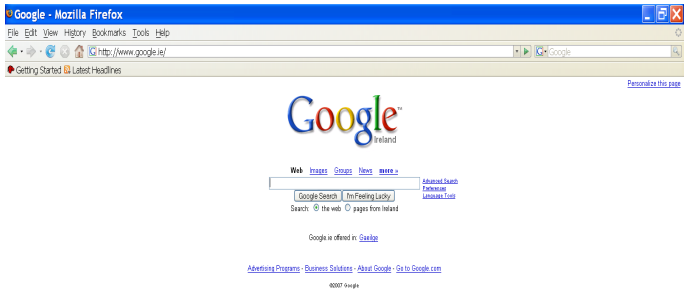 Google - Mozilla Firefox
File Edit View History Bookmarks Tools Help
G http://www.google.ie/ G Google
Getting Started Latest Headlines
Personalize this page
Google™
Ireland
Web Images Groups News more »
Advanced Search
Preferences
Language Tools
Google Search I'm Feeling Lucky
Search: the web pages from Ireland
Google.ie offered in: Gaeilge
Advertising Programs - Business Solutions - About Google - Go to Google.com
©2007 Google